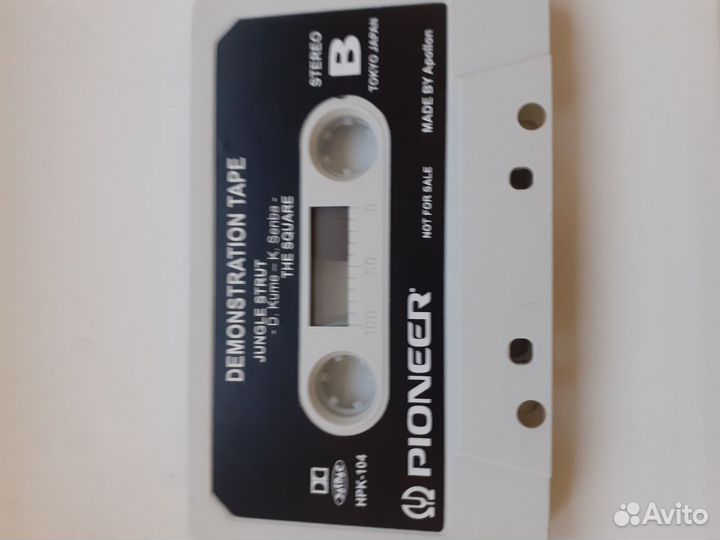 DEMONSTRATION TAPE
JUNGLE STRUT
= D. Kume = K. Senba =
THE SQUARE
STEREO
B
TOKYO JAPAN
100 50 0
HPK-104
PIONEER
NOT FOR SALE
MADE BY Apollon
Avito